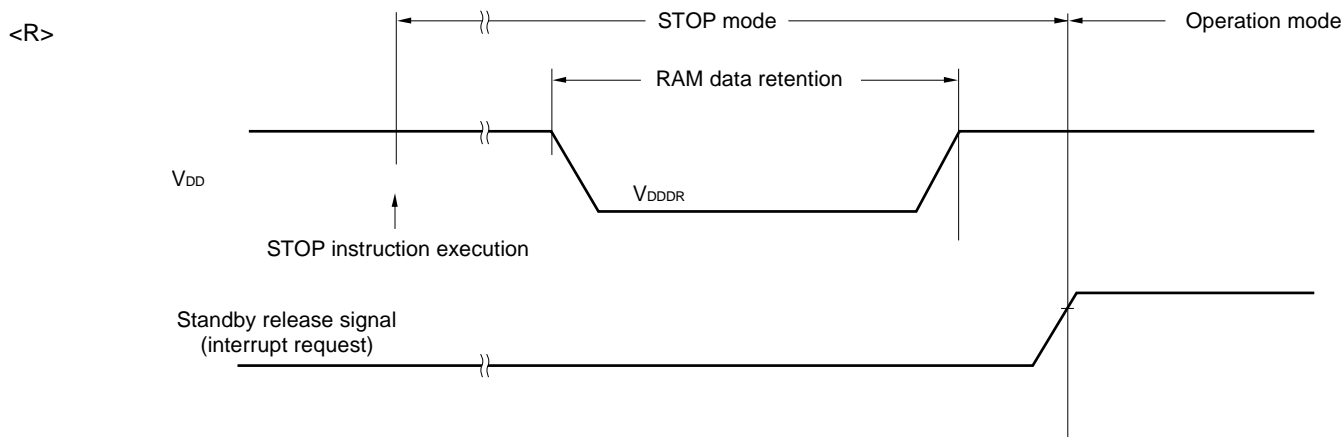 <R>
STOP mode
Operation mode
RAM data retention
VDD
VDDDR
STOP instruction execution
Standby release signal
(interrupt request)